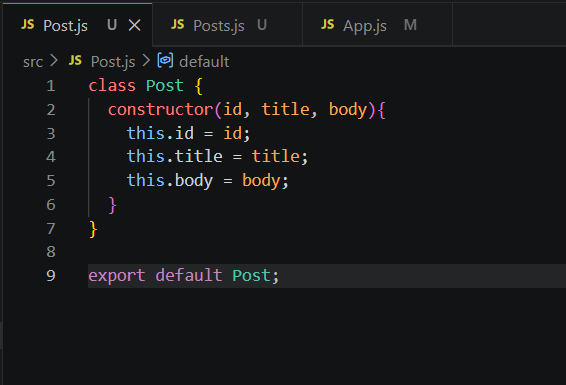 JS Post.js U JS Posts.js U JS App.js M
src > JS Post.js > default
1 class Post {
2 constructor(id, title, body){
3 this.id = id;
4 this.title = title;
5 this.body = body;
6 }
7 }
8
9 export default Post;